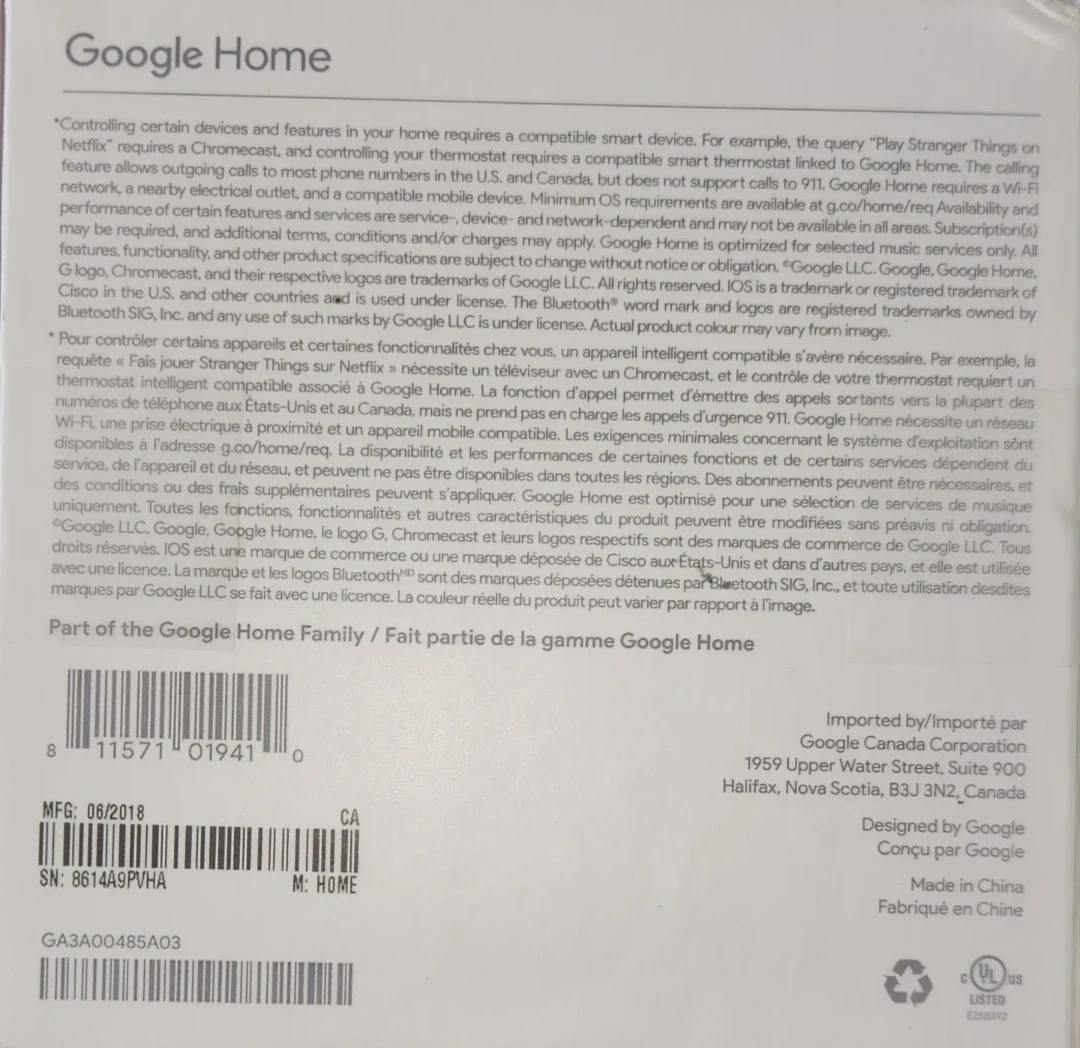 Google Home
*Controlling certain devices and features in your home requires a compatible smart device. For example, the query "Play Stranger Things on
Netflix" requires a Chromecast, and controlling your thermostat requires a compatible smart thermostat linked to Google Home. The calling
feature allows outgoing calls to most phone numbers in the U.S. and Canada, but does not support calls to 911. Google Home requires a Wi-Fi
network, a nearby electrical outlet, and a compatible mobile device. Minimum OS requirements are available at g.co/home/req Availability and
performance of certain features and services are service-, device- and network-dependent and may not be available in all areas. Subscription(s)
may be required, and additional terms, conditions and/or charges may apply. Google Home is optimized for selected music services only. All
features, functionality, and other product specifications are subject to change without notice or obligation. ©Google LLC. Google, Google Home,
G logo, Chromecast, and their respective logos are trademarks of Google LLC. All rights reserved. IOS is a trademark or registered trademark of
Cisco in the U.S. and other countries and is used under license. The Bluetooth® word mark and logos are registered trademarks owned by
Bluetooth SIG, Inc. and any use of such marks by Google LLC is under license. Actual product colour may vary from image.
* Pour contrôler certains appareils et certaines fonctionnalités chez vous, un appareil intelligent compatible s'avère nécessaire. Par exemple, la
requête « Fais jouer Stranger Things sur Netflix » nécessite un téléviseur avec un Chromecast, et le contrôle de votre thermostat requiert un
thermostat intelligent compatible associé à Google Home. La fonction d'appel permet d'émettre des appels sortants vers la plupart des
numéros de téléphone aux États-Unis et au Canada, mais ne prend pas en charge les appels d'urgence 911. Google Home nécessite un réseau
Wi-Fi, une prise électrique à proximité et un appareil mobile compatible. Les exigences minimales concernant le système d'exploitation sont
disponibles à l'adresse g.co/home/req. La disponibilité et les performances de certaines fonctions et de certains services dépendent du
service, de l'appareil et du réseau, et peuvent ne pas être disponibles dans toutes les régions. Des abonnements peuvent être nécessaires, et
des conditions ou des frais supplémentaires peuvent s'appliquer. Google Home est optimisé pour une sélection de services de musique
uniquement. Toutes les fonctions, fonctionnalités et autres caractéristiques du produit peuvent être modifiées sans préavis ni obligation.
©Google LLC. Google, Google Home, le logo G, Chromecast et leurs logos respectifs sont des marques de commerce de Google LLC. Tous
droits réservés. IOS est une marque de commerce ou une marque déposée de Cisco aux États-Unis et dans d'autres pays, et elle est utilisée
avec une licence. La marque et les logos Bluetooth MD sont des marques déposées détenues par Bluetooth SIG, Inc., et toute utilisation desdites
marques par Google LLC se fait avec une licence. La couleur réelle du produit peut varier par rapport à l'image.
Part of the Google Home Family / Fait partie de la gamme Google Home
8 11571 01941 0
Imported by/Importé par
Google Canada Corporation
1959 Upper Water Street, Suite 900
Halifax, Nova Scotia, B3J 3N2, Canada
Designed by Google
Conçu par Google
Made in China
Fabriqué en Chine
MFG: 06/2018 CA
SN: 8614A9PVHA M: HOME
GA3A00485A03
C UL US
LISTED
E258392